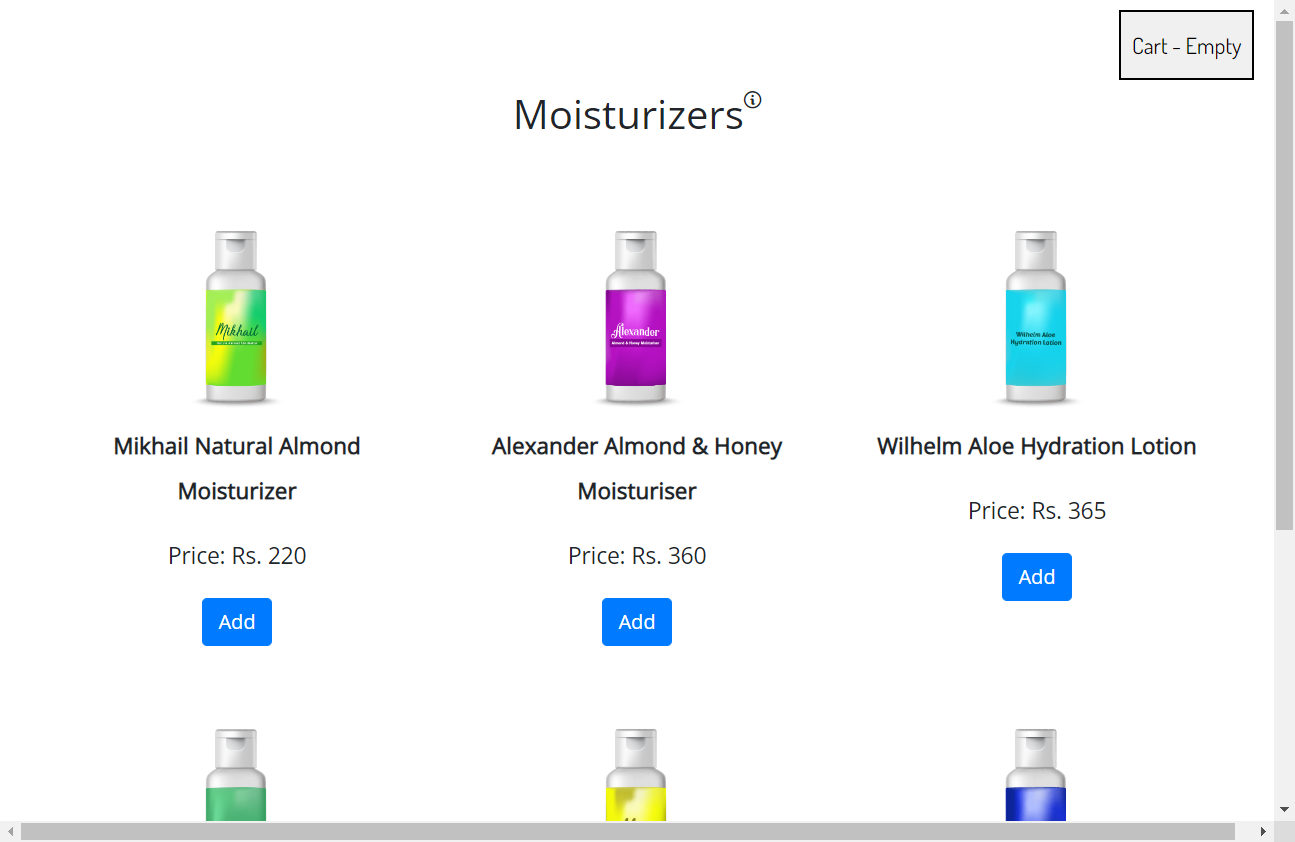 Cart - Empty
Moisturizers
Mikhail
Alexander
Almond & Honey Moisturiser
Wilhelm Aloe
Hydration Lotion
Mikhail Natural Almond
Moisturizer
Price: Rs. 220
Add
Alexander Almond & Honey
Moisturiser
Price: Rs. 360
Add
Wilhelm Aloe Hydration Lotion
Price: Rs. 365
Add